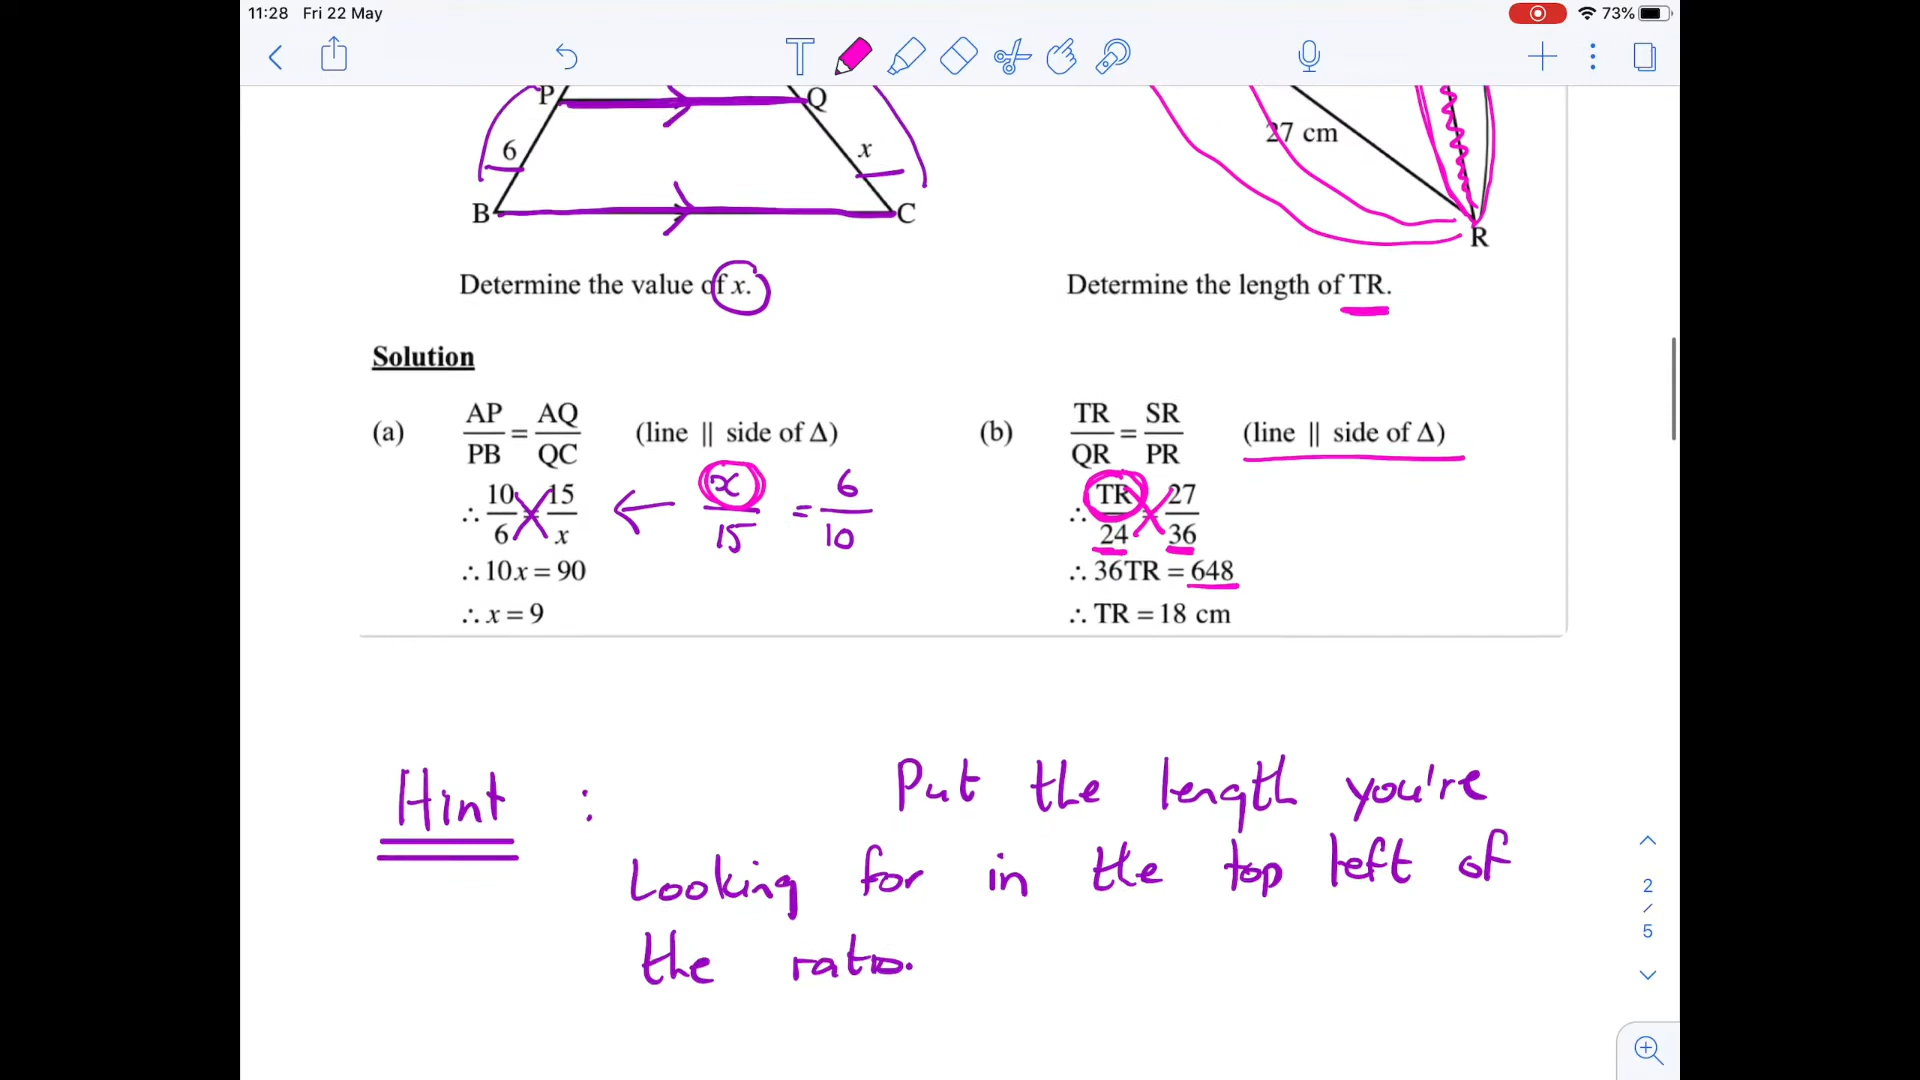 11:28 Fri 22 May
73%
T
P
Q
6
x
B
C
27 cm
R
Determine the value of x.
Determine the length of TR.
Solution
(a) AP/PB = AQ/QC (line || side of Δ)
∴ 10/6 = 15/x
x/15 = 6/10
∴ 10x = 90
∴ x = 9
(b) TR/QR = SR/PR (line || side of Δ)
∴ TR/24 = 27/36
∴ 36TR = 648
∴ TR = 18 cm
Hint : Put the length you're
Looking for in the top left of
the ratio.
2
/
5